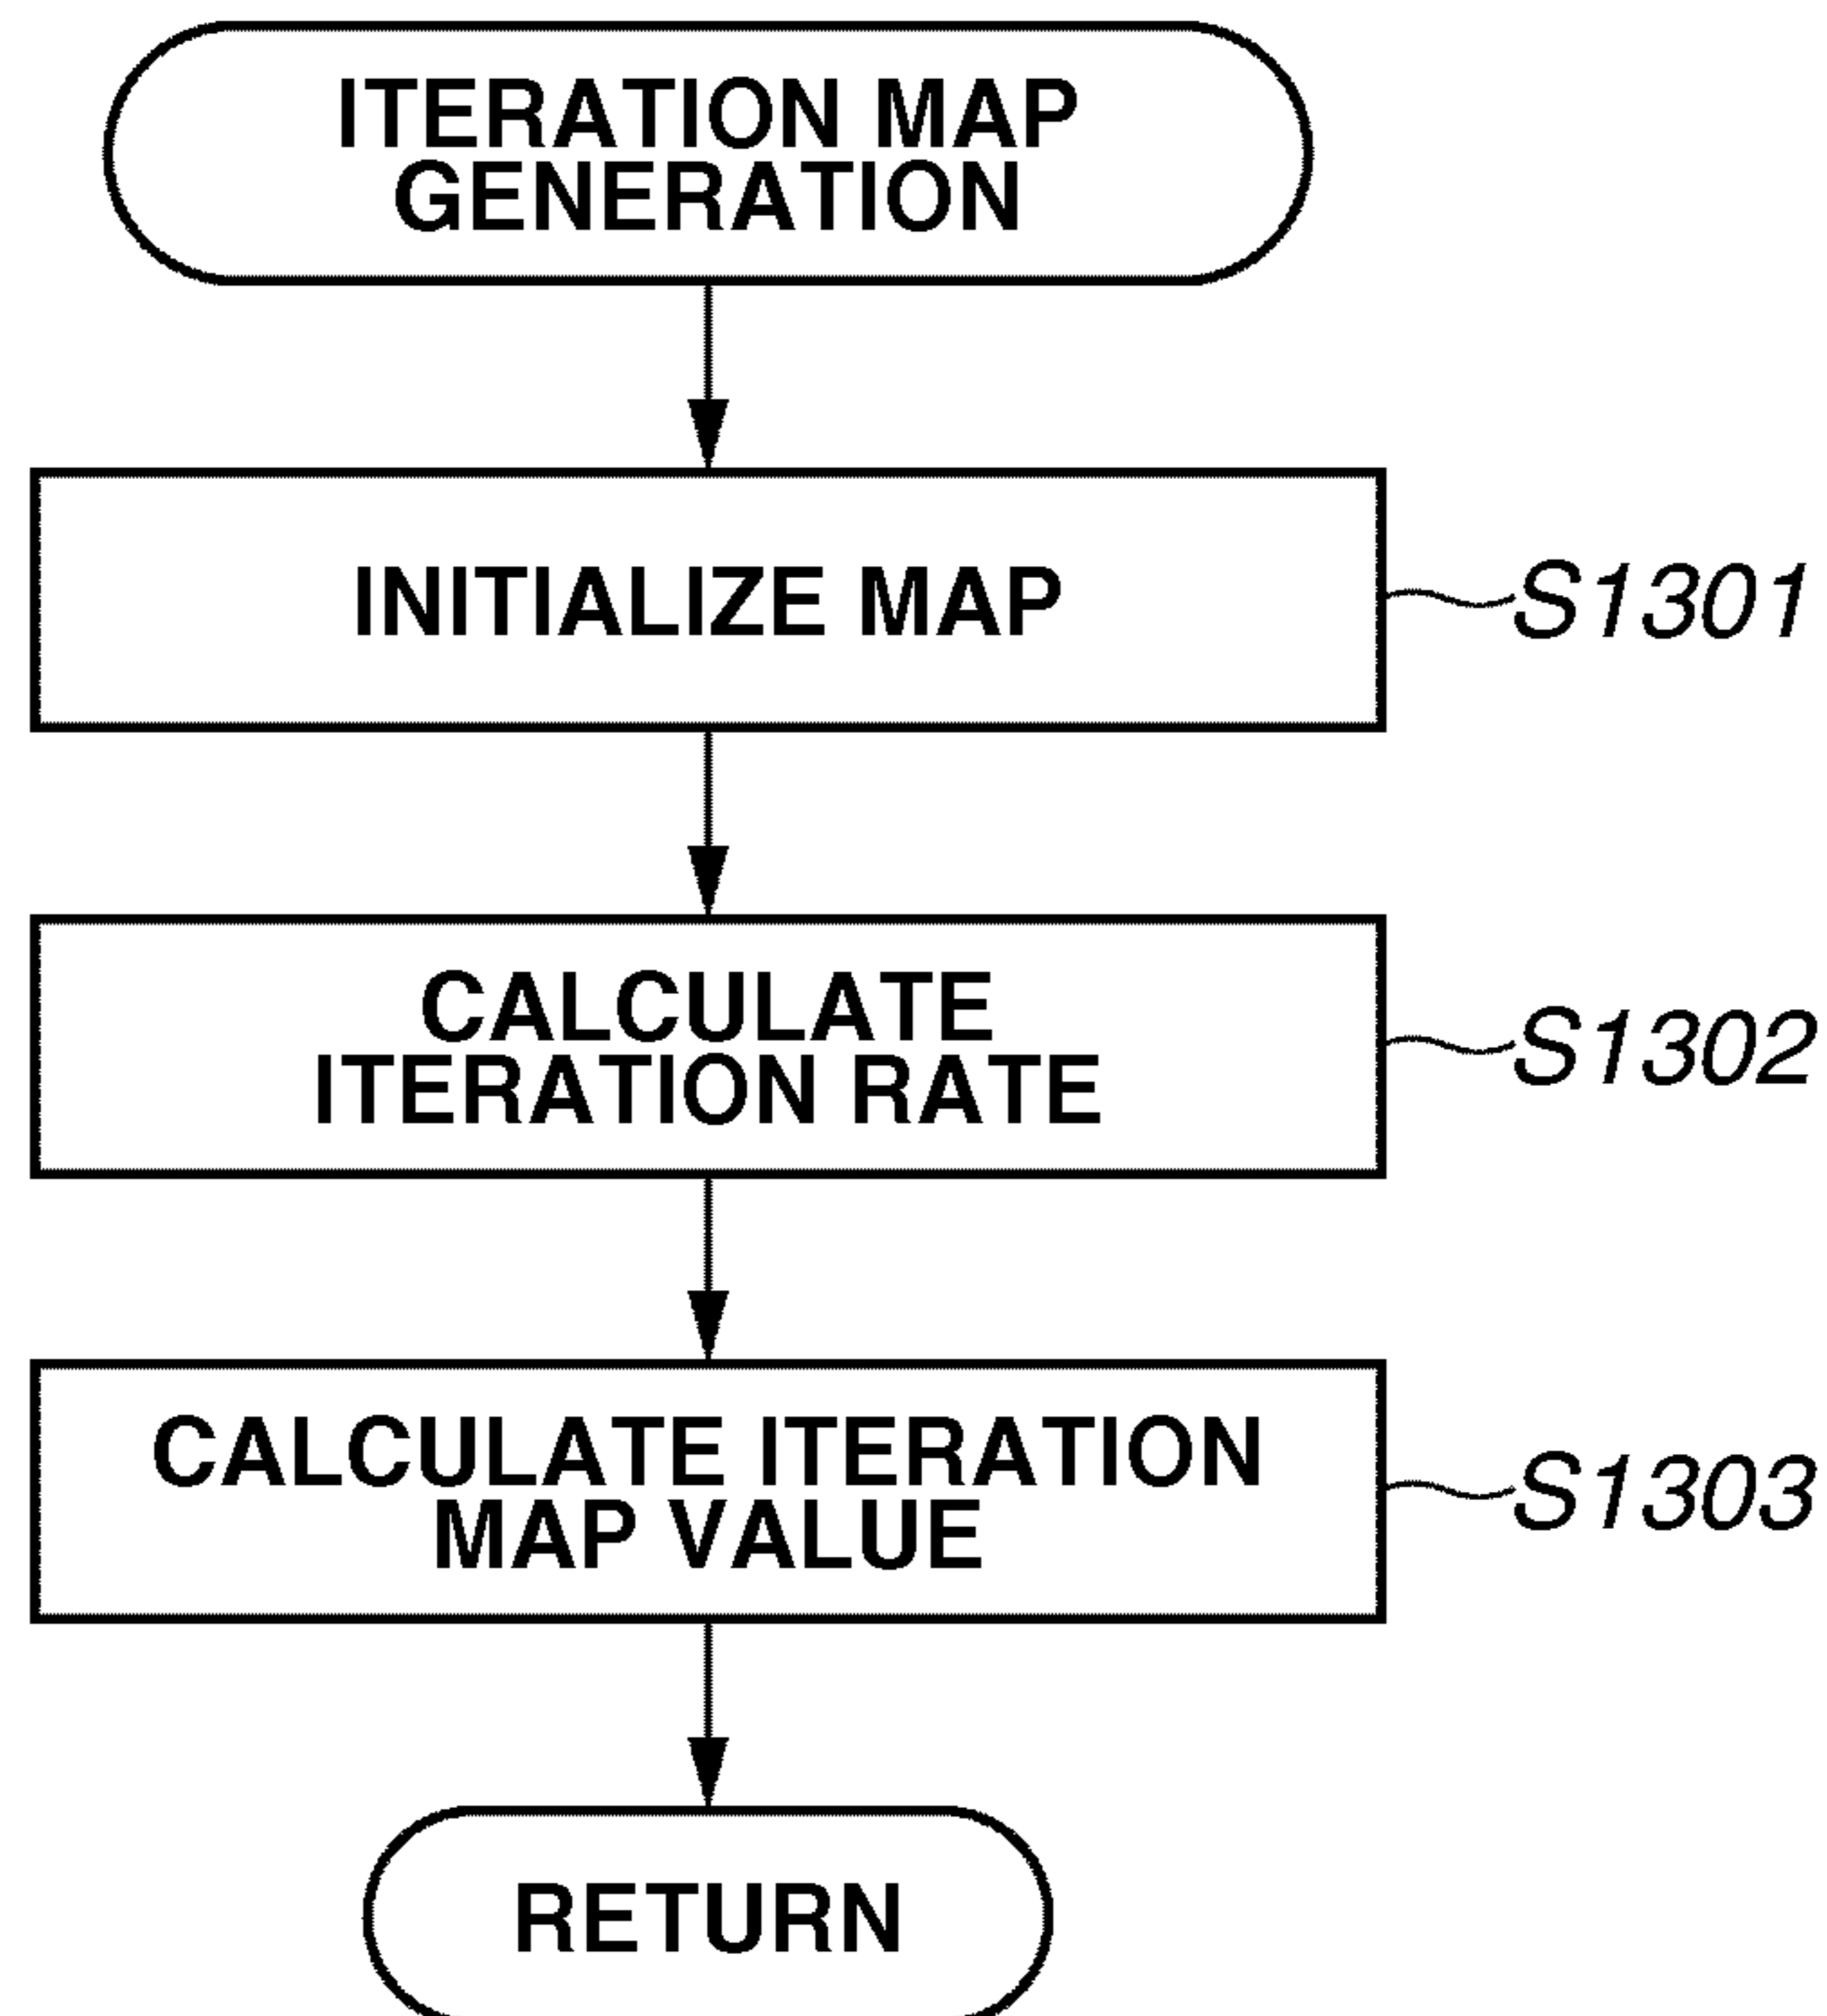 ITERATION MAP
GENERATION
INITIALIZE MAP
S1301
CALCULATE
ITERATION RATE
S1302
CALCULATE ITERATION
MAP VALUE
S1303
RETURN